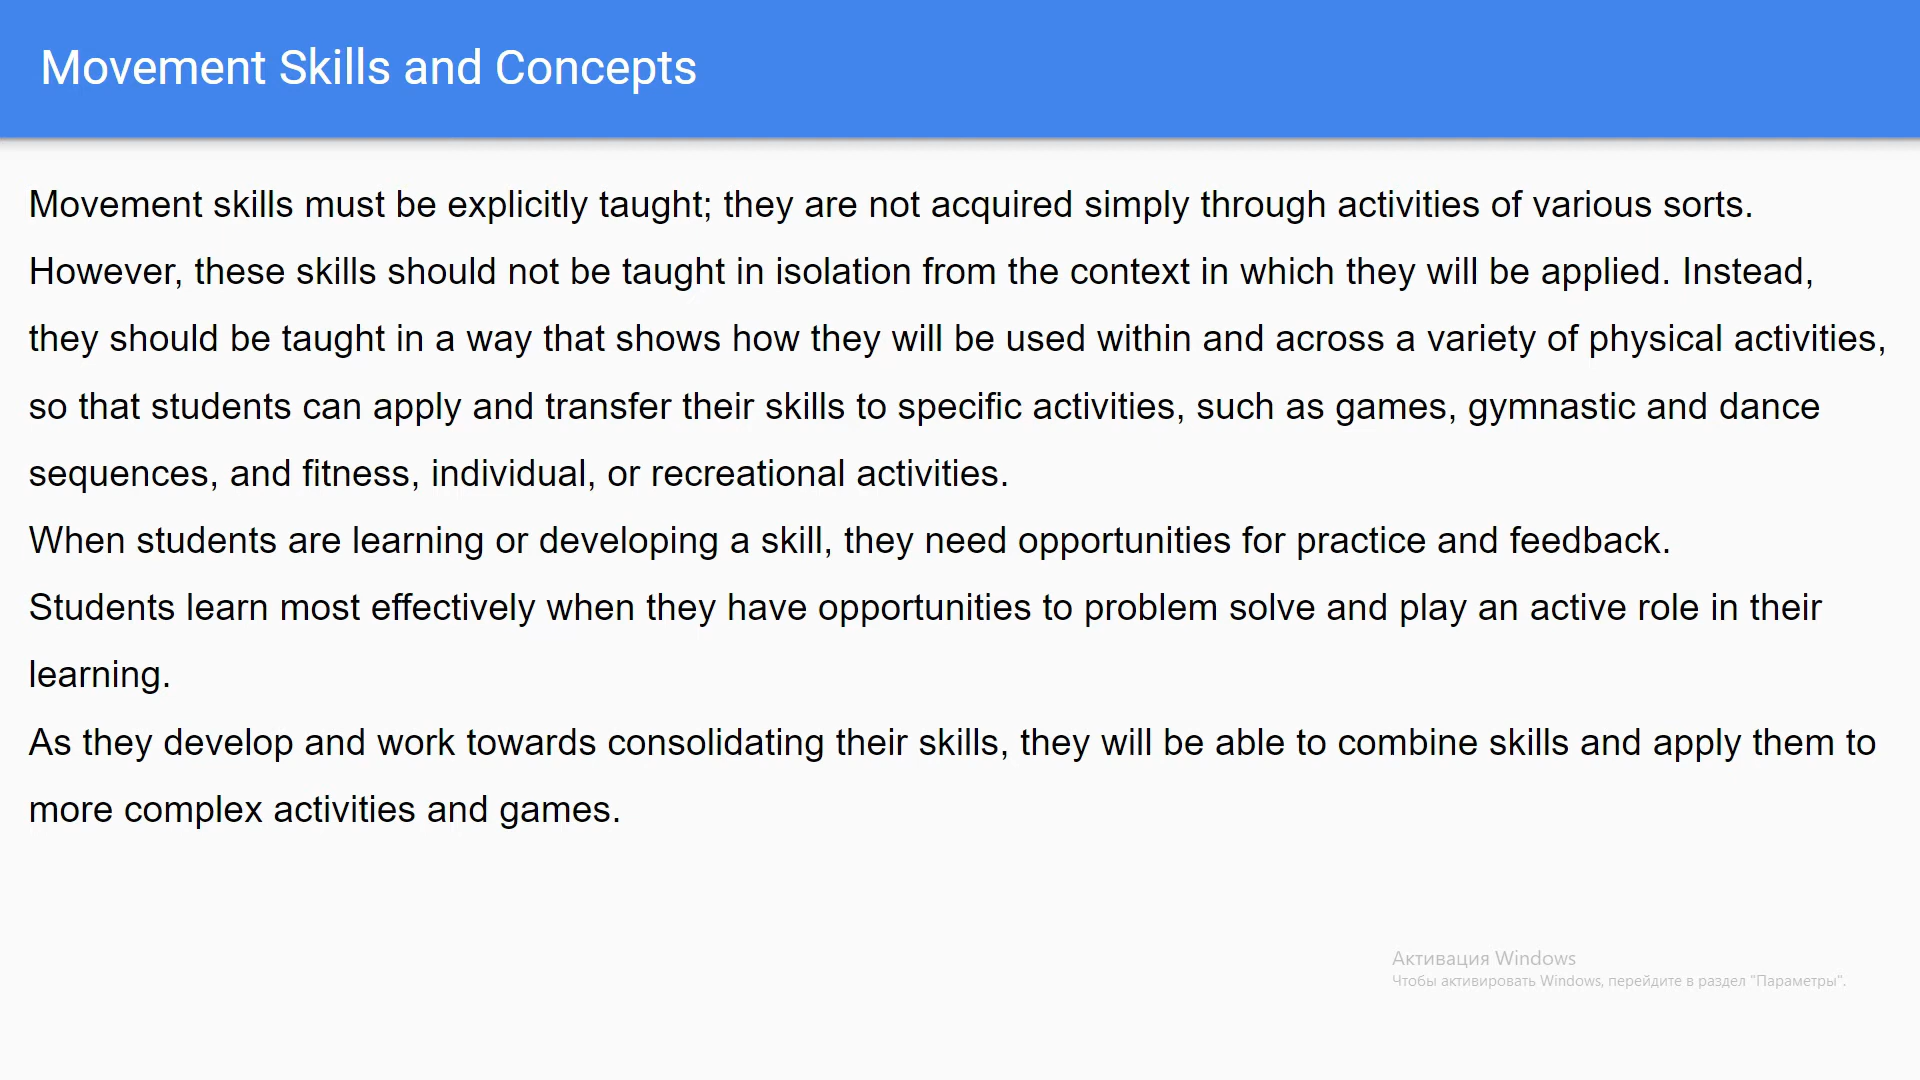 Movement Skills and Concepts
Movement skills must be explicitly taught; they are not acquired simply through activities of various sorts.
However, these skills should not be taught in isolation from the context in which they will be applied. Instead,
they should be taught in a way that shows how they will be used within and across a variety of physical activities,
so that students can apply and transfer their skills to specific activities, such as games, gymnastic and dance
sequences, and fitness, individual, or recreational activities.
When students are learning or developing a skill, they need opportunities for practice and feedback.
Students learn most effectively when they have opportunities to problem solve and play an active role in their
learning.
As they develop and work towards consolidating their skills, they will be able to combine skills and apply them to
more complex activities and games.
Активация Windows
Чтобы активировать Windows, перейдите в раздел "Параметры".